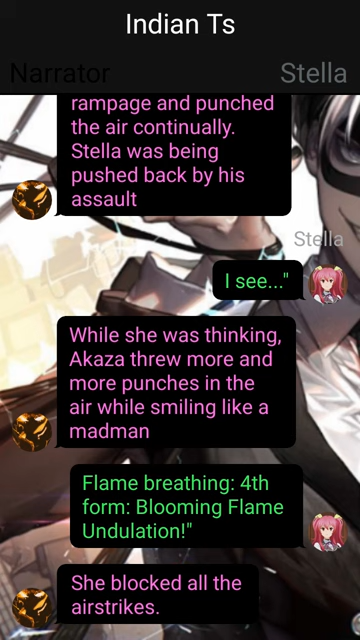 Indian Ts
Narrator
Stella
rampage and punched
the air continually.
Stella was being
pushed back by his
assault
Stella
I see..."
While she was thinking,
Akaza threw more and
more punches in the
air while smiling like a
madman
Flame breathing: 4th
form: Blooming Flame
Undulation!"
She blocked all the
airstrikes.